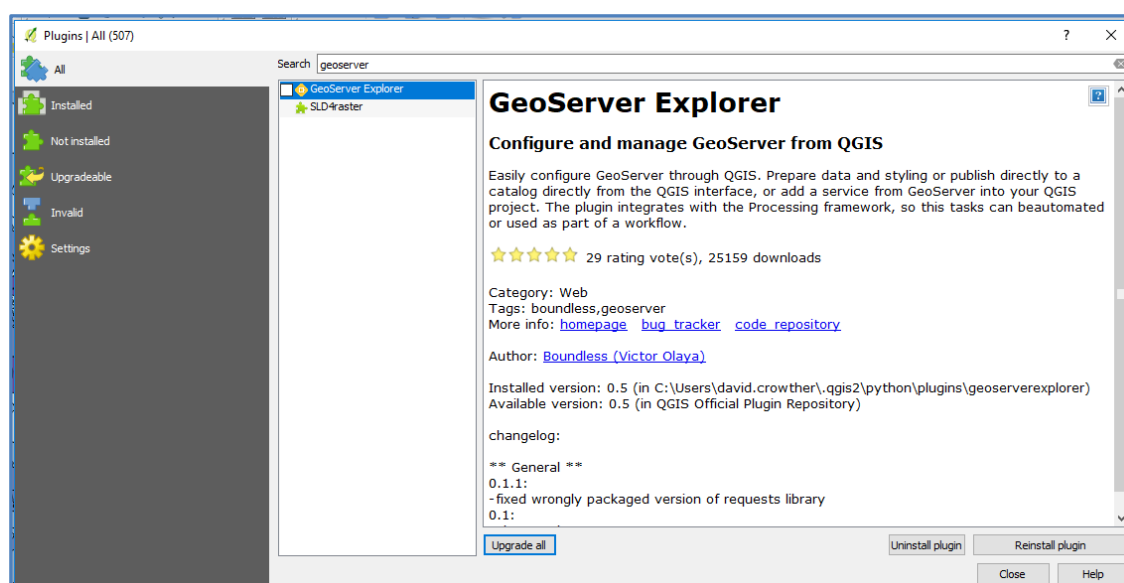 Plugins | All (507)
?
All
Installed
Not installed
Upgradeable
Invalid
Settings
Search geoserver
GeoServer Explorer
SLD4raster
GeoServer Explorer
Configure and manage GeoServer from QGIS
Easily configure GeoServer through QGIS. Prepare data and styling or publish directly to a
catalog directly from the QGIS interface, or add a service from GeoServer into your QGIS
project. The plugin integrates with the Processing framework, so this tasks can beautomated
or used as part of a workflow.
29 rating vote(s), 25159 downloads
Category: Web
Tags: boundless,geoserver
More info: homepage bug tracker code repository
Author: Boundless (Victor Olaya)
Installed version: 0.5 (in C:\Users\david.crowther\.qgis2\python\plugins\geoserverexplorer)
Available version: 0.5 (in QGIS Official Plugin Repository)
changelog:
** General **
0.1.1:
-fixed wrongly packaged version of requests library
0.1:
Upgrade all
Uninstall plugin
Reinstall plugin
Close
Help